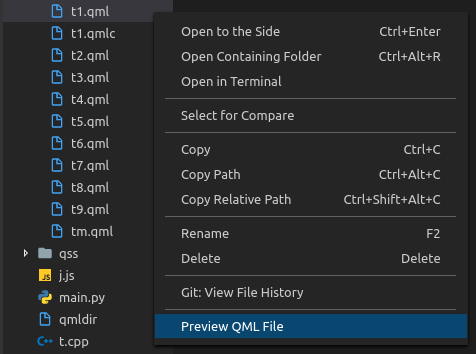 t1.qml
t1.qmlc
t2.qml
t3.qml
t4.qml
t5.qml
t6.qml
t7.qml
t8.qml
t9.qml
tm.qml
qss
JS j.js
main.py
qmldir
t.cpp
Open to the Side Ctrl+Enter
Open Containing Folder Ctrl+Alt+R
Open in Terminal
Select for Compare
Copy Ctrl+C
Copy Path Ctrl+Alt+C
Copy Relative Path Ctrl+Shift+Alt+C
Rename F2
Delete Delete
Git: View File History
Preview QML File